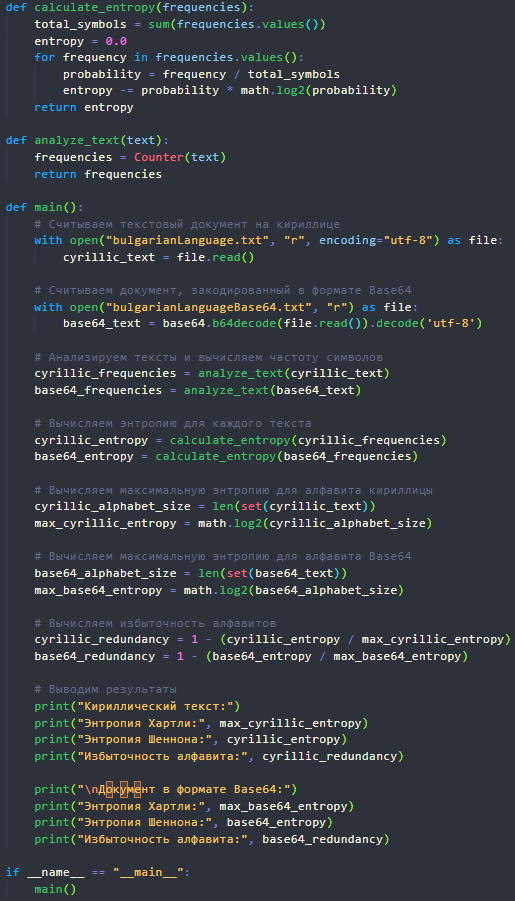 def calculate_entropy(frequencies):
    total_symbols = sum(frequencies.values())
    entropy = 0.0
    for frequency in frequencies.values():
        probability = frequency / total_symbols
        entropy -= probability * math.log2(probability)
    return entropy

def analyze_text(text):
    frequencies = Counter(text)
    return frequencies

def main():
    # Считываем текстовый документ на кириллице
    with open("bulgarianLanguage.txt", "r", encoding="utf-8") as file:
        cyrillic_text = file.read()

    # Считываем документ, закодированный в формате Base64
    with open("bulgarianLanguageBase64.txt", "r") as file:
        base64_text = base64.b64decode(file.read()).decode('utf-8')

    # Анализируем тексты и вычисляем частоту символов
    cyrillic_frequencies = analyze_text(cyrillic_text)
    base64_frequencies = analyze_text(base64_text)

    # Вычисляем энтропию для каждого текста
    cyrillic_entropy = calculate_entropy(cyrillic_frequencies)
    base64_entropy = calculate_entropy(base64_frequencies)

    # Вычисляем максимальную энтропию для алфавита кириллицы
    cyrillic_alphabet_size = len(set(cyrillic_text))
    max_cyrillic_entropy = math.log2(cyrillic_alphabet_size)

    # Вычисляем максимальную энтропию для алфавита Base64
    base64_alphabet_size = len(set(base64_text))
    max_base64_entropy = math.log2(base64_alphabet_size)

    # Вычисляем избыточность алфавитов
    cyrillic_redundancy = 1 - (cyrillic_entropy / max_cyrillic_entropy)
    base64_redundancy = 1 - (base64_entropy / max_base64_entropy)

    # Выводим результаты
    print("Кириллический текст:")
    print("Энтропия Хартли:", max_cyrillic_entropy)
    print("Энтропия Шеннона:", cyrillic_entropy)
    print("Избыточность алфавита:", cyrillic_redundancy)

    print("\nДокумент в формате Base64:")
    print("Энтропия Хартли:", max_base64_entropy)
    print("Энтропия Шеннона:", base64_entropy)
    print("Избыточность алфавита:", base64_redundancy)

if __name__ == "__main__":
    main()